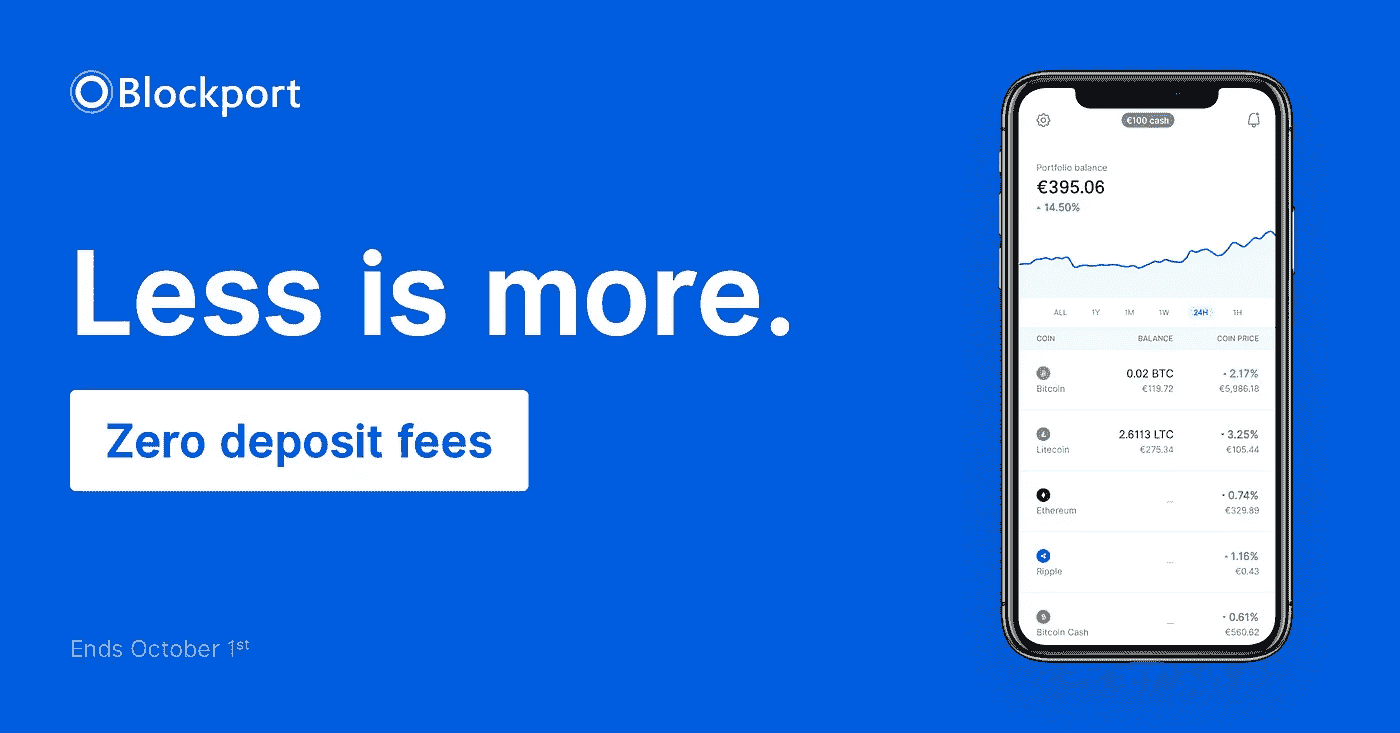 Blockport
Less is more.
Zero deposit fees
Ends October 1st
€100 cash
Portfolio balance
€395.06
14.50%
ALL 1Y 1M 1W 24H 1H
COIN BALANCE COIN PRICE
0.02 BTC 2.17%
Bitcoin €119.72 €5,986.18
2.6113 LTC 3.25%
Litecoin €275.34 €105.44
0.74%
Ethereum €329.89
1.16%
Ripple €0.43
0.61%
Bitcoin Cash €560.62